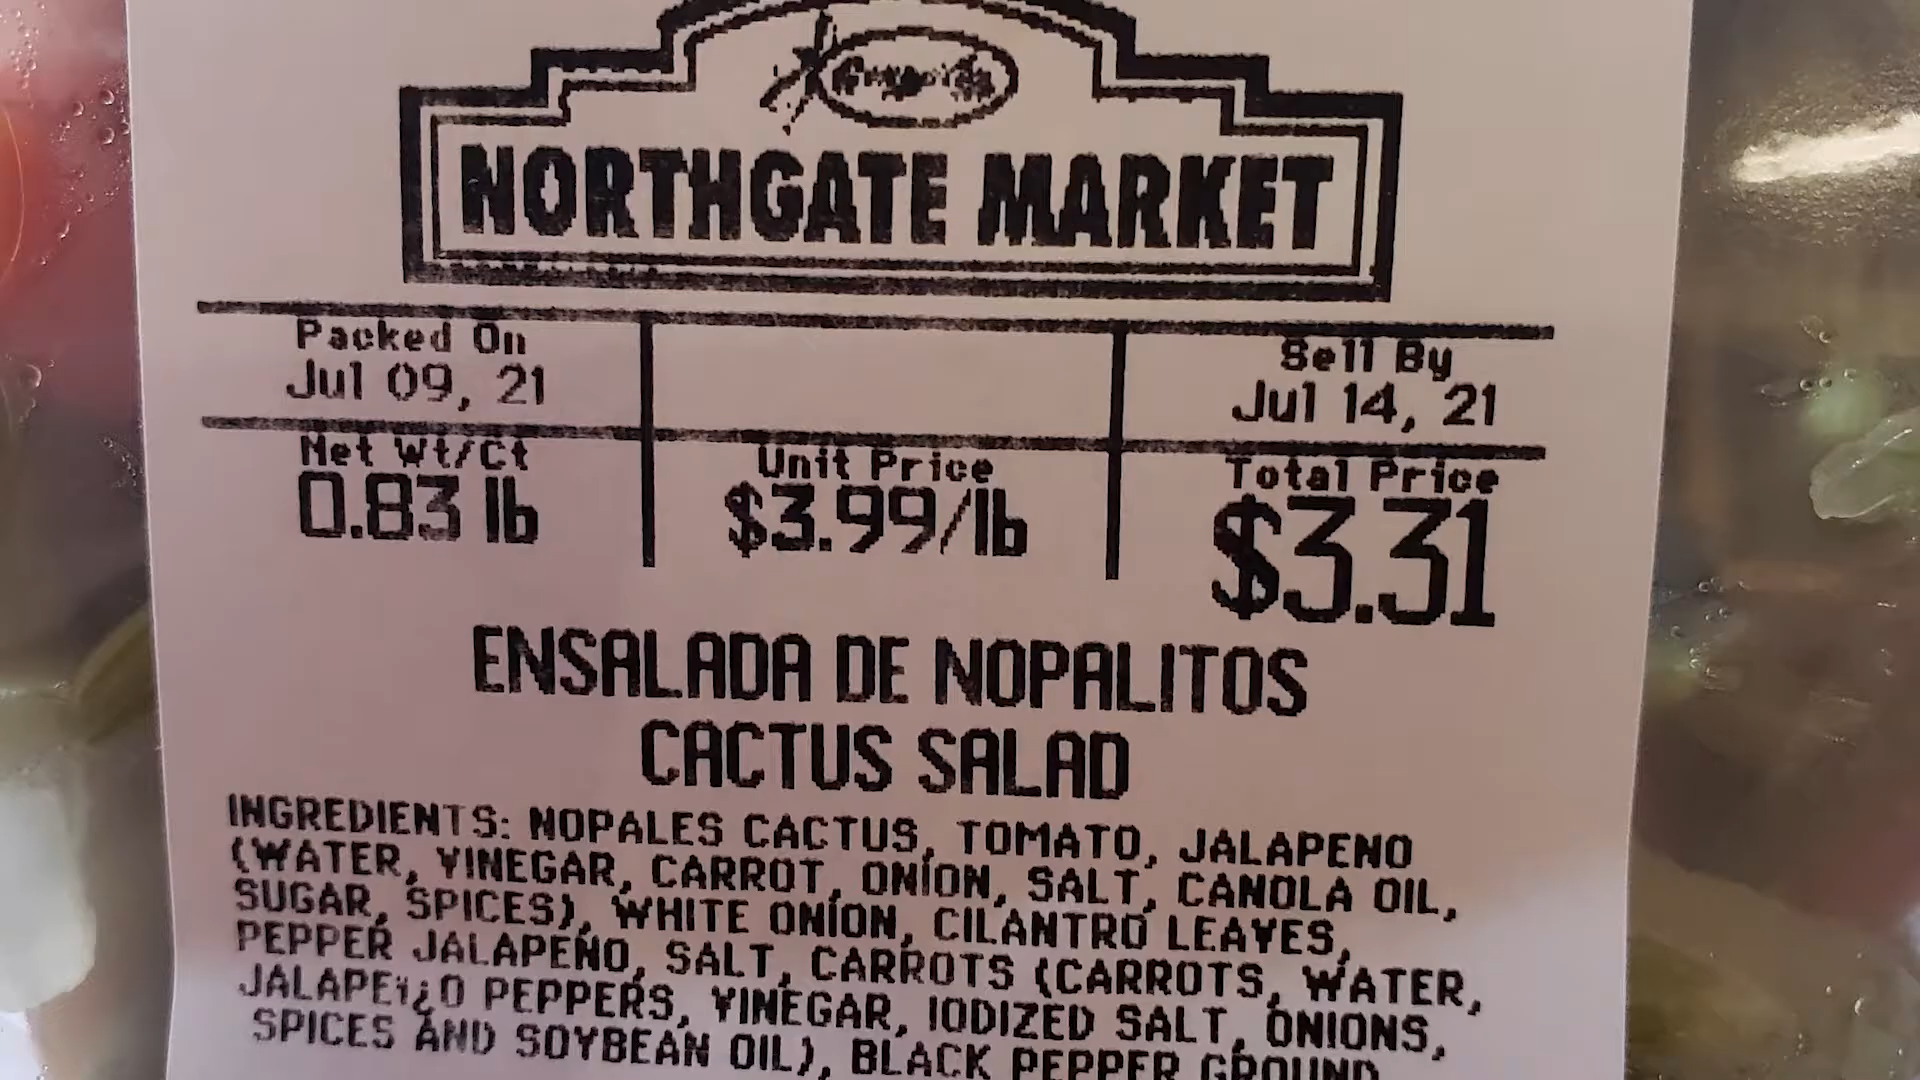 Gonzalez
NORTHGATE MARKET
Packed On
Jul 09, 21
Sell By
Jul 14, 21
Net Wt/Ct
0.83 lb
Unit Price
$3.99/lb
Total Price
$3.31
ENSALADA DE NOPALITOS
CACTUS SALAD
INGREDIENTS: NOPALES CACTUS, TOMATO, JALAPENO
(WATER, VINEGAR, CARROT, ONION, SALT, CANOLA OIL,
SUGAR, SPICES), WHITE ONION, CILANTRO LEAVES,
PEPPER JALAPENO, SALT, CARROTS (CARROTS, WATER,
JALAPEï¿O PEPPERS, VINEGAR, IODIZED SALT, ONIONS,
SPICES AND SOYBEAN OIL), BLACK PEPPER GROUND